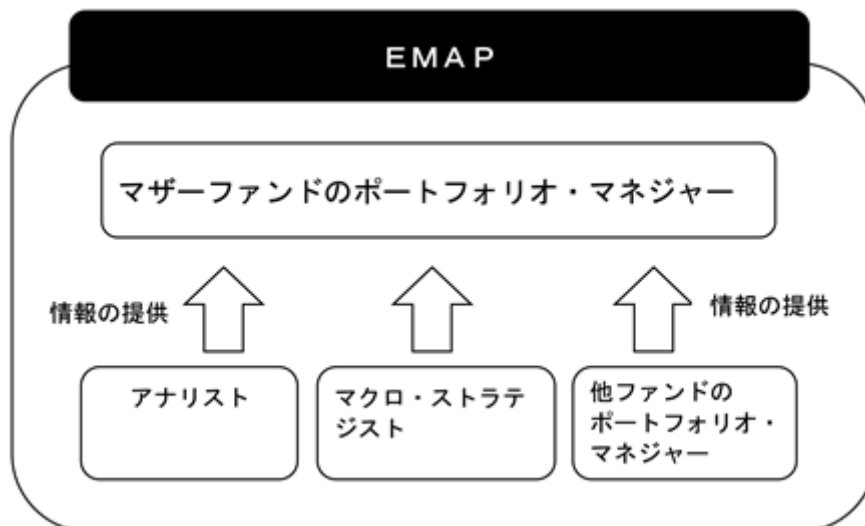 EMAP
マザーファンドのポートフォリオ・マネジャー
情報の提供
情報の提供
アナリスト
マクロ・ストラテ
ジスト
他ファンドの
ポートフォリオ・
マネジャー